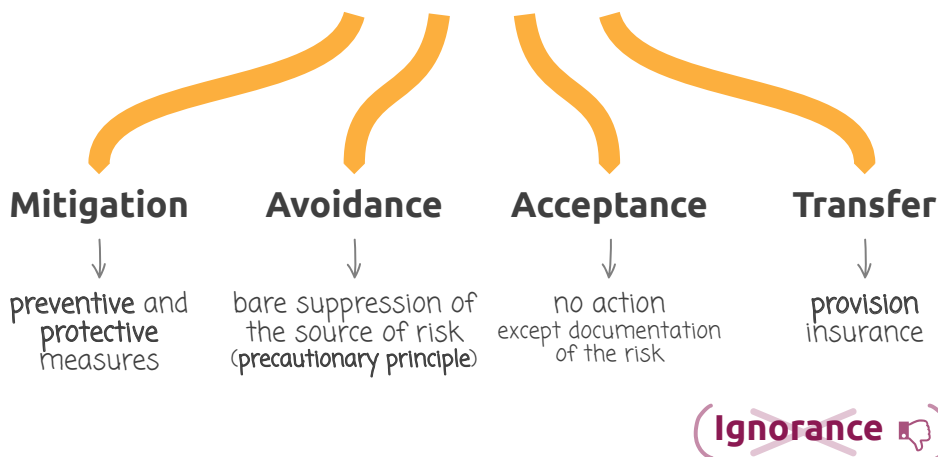 Mitigation
preventive and
protective
measures
Avoidance
bare suppression of
the source of risk
(precautionary principle)
Acceptance
no action
except documentation
of the risk
Transfer
provision
insurance
(Ignorance)